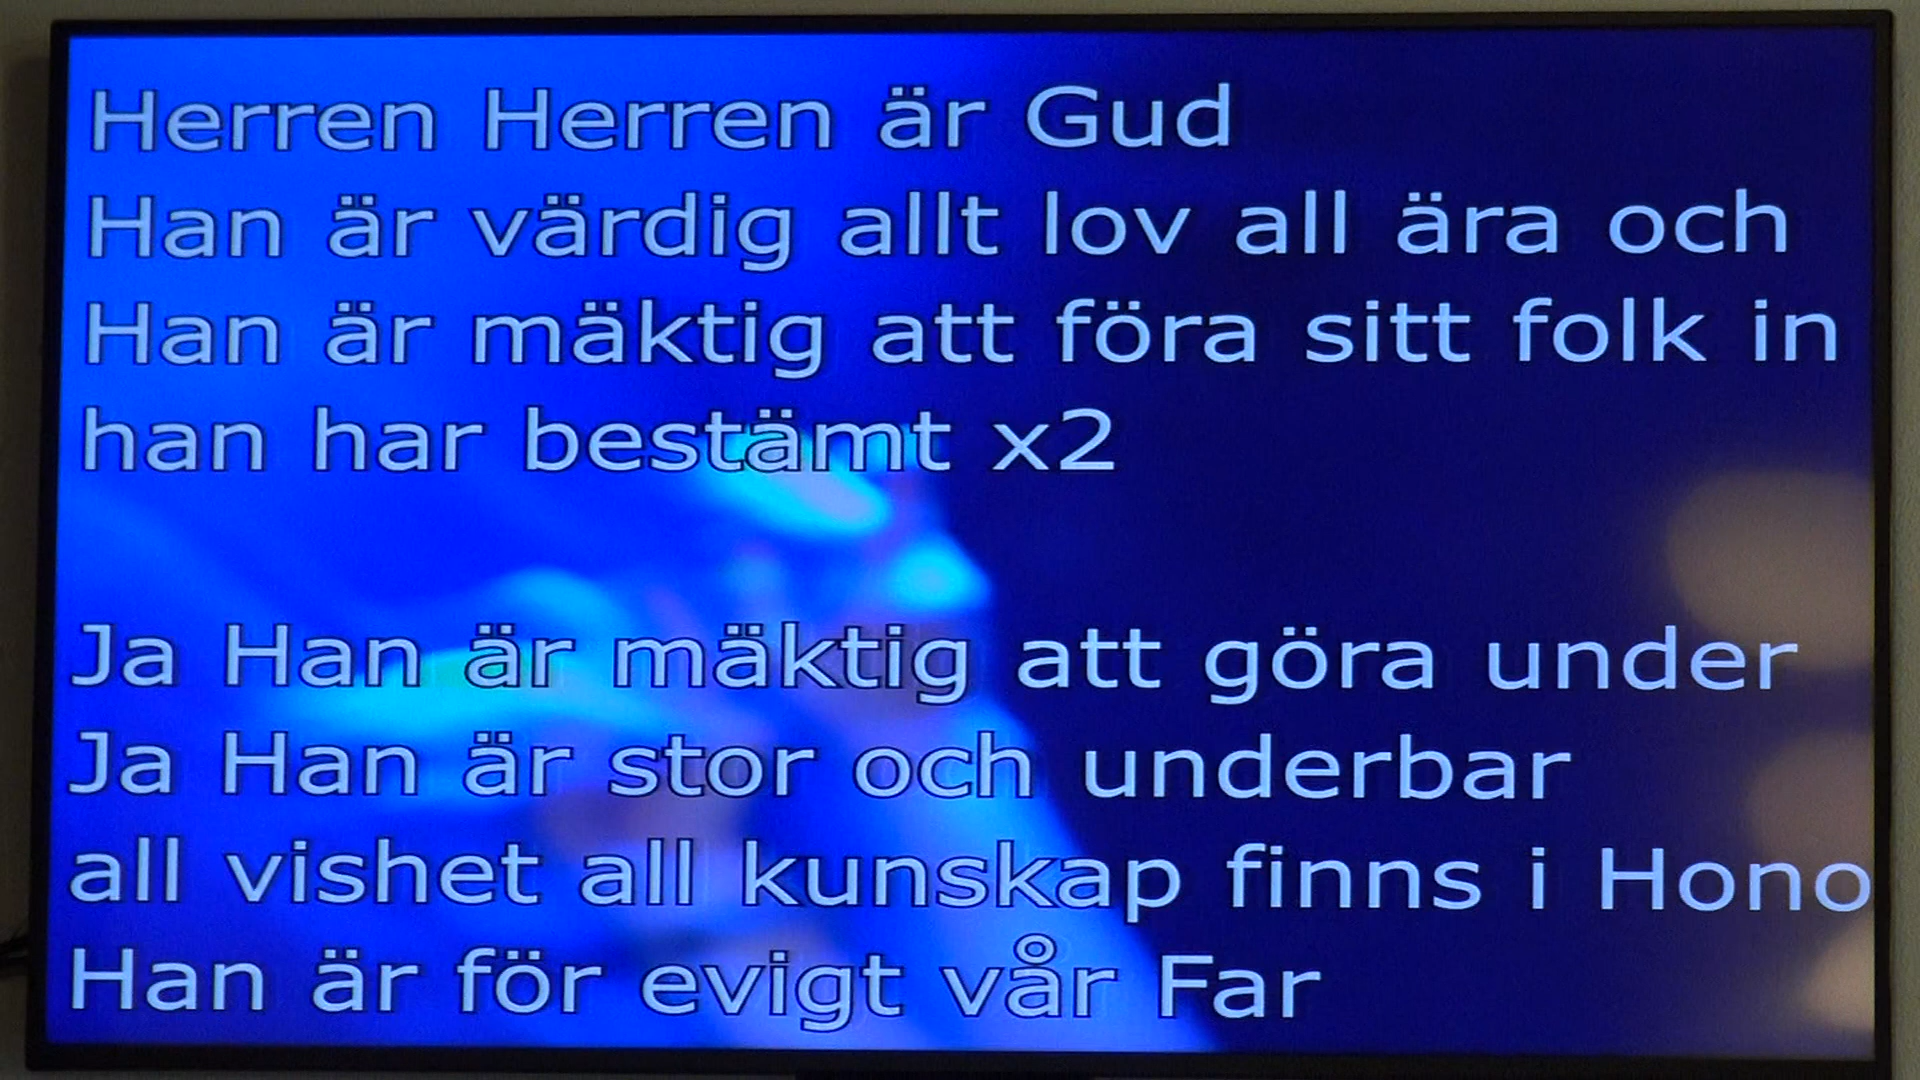 Herren Herren är Gud
Han är värdig allt lov all ära och
Han är mäktig att föra sitt folk in
han har bestämt x2
Ja Han är mäktig att göra under
Ja Han är stor och underbar
all vishet all kunskap finns i Hono
Han är för evigt vår Far